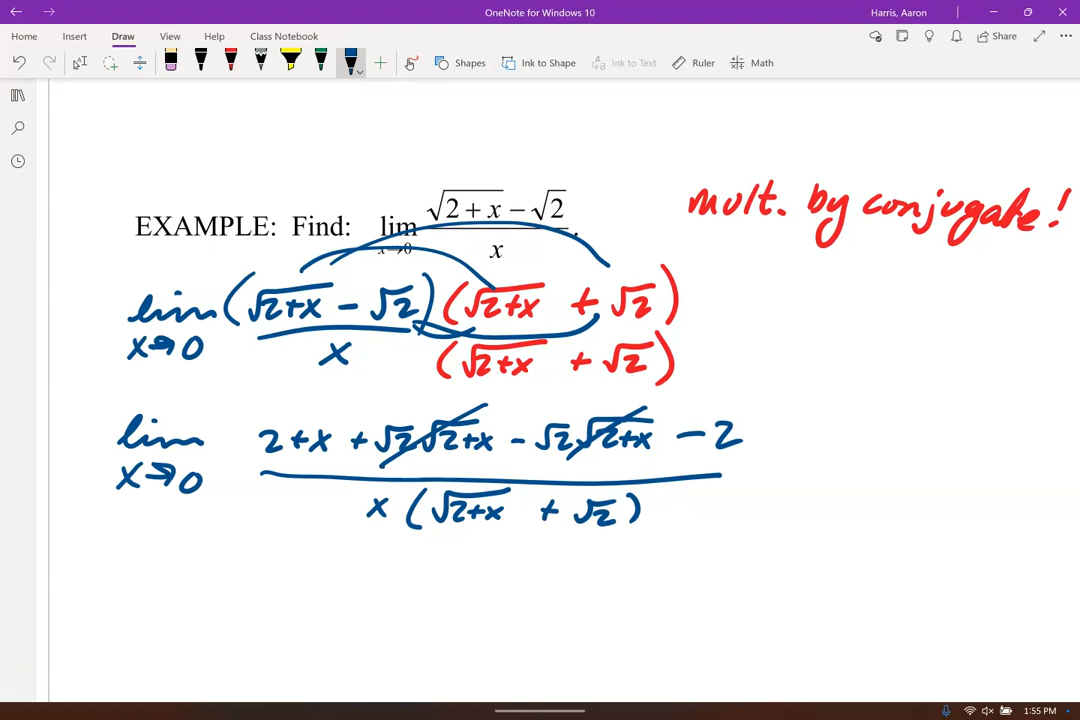 OneNote for Windows 10
Harris, Aaron
Home Insert Draw View Help Class Notebook
Share
Shapes Ink to Shape Ink to Text Ruler Math
EXAMPLE: Find: lim x→0 (√(2 + x) − √2)/x.
mult. by conjugate!
lim x→0 (√(2+x) − √2)/x (√(2+x) + √2)/(√(2+x) + √2)
lim x→0 (2 + x + √2√(2+x) − √2√(2+x) − 2)/(x(√(2+x) + √2))
1:55 PM